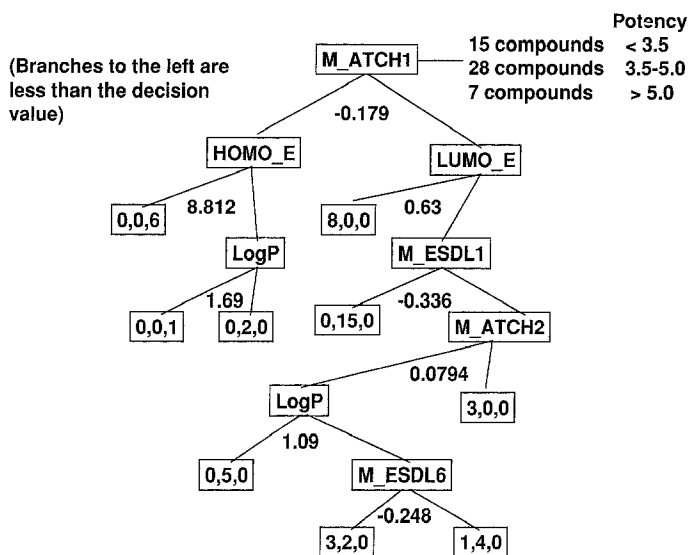 Potency
M_ATCH1
15 compounds < 3.5
28 compounds 3.5-5.0
7 compounds > 5.0
(Branches to the left are
less than the decision
value)
-0.179
HOMO_E
LUMO_E
8.812
0.63
0,0,6
8,0,0
LogP
M_ESDL1
1.69
-0.336
0,0,1
0,2,0
0,15,0
M_ATCH2
0.0794
LogP
3,0,0
1.09
0,5,0
M_ESDL6
-0.248
3,2,0
1,4,0